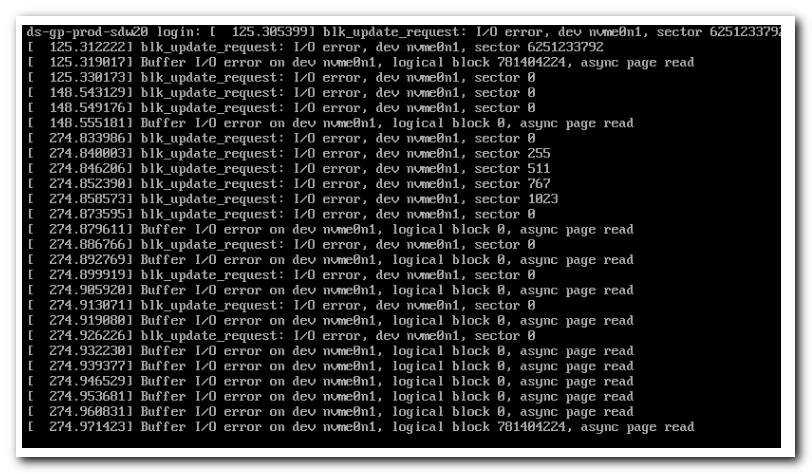 ds-gp-prod-sdw20 login: [  125.305399] blk_update_request: I/O error, dev nvme0n1, sector 6251233792
[  125.312222] blk_update_request: I/O error, dev nvme0n1, sector 6251233792
[  125.319017] Buffer I/O error on dev nvme0n1, logical block 781404224, async page read
[  125.330173] blk_update_request: I/O error, dev nvme0n1, sector 0
[  148.543129] blk_update_request: I/O error, dev nvme0n1, sector 0
[  148.549176] blk_update_request: I/O error, dev nvme0n1, sector 0
[  148.555181] Buffer I/O error on dev nvme0n1, logical block 0, async page read
[  274.833986] blk_update_request: I/O error, dev nvme0n1, sector 0
[  274.840003] blk_update_request: I/O error, dev nvme0n1, sector 255
[  274.846206] blk_update_request: I/O error, dev nvme0n1, sector 511
[  274.852390] blk_update_request: I/O error, dev nvme0n1, sector 767
[  274.858573] blk_update_request: I/O error, dev nvme0n1, sector 1023
[  274.873595] blk_update_request: I/O error, dev nvme0n1, sector 0
[  274.879611] Buffer I/O error on dev nvme0n1, logical block 0, async page read
[  274.886766] blk_update_request: I/O error, dev nvme0n1, sector 0
[  274.892769] Buffer I/O error on dev nvme0n1, logical block 0, async page read
[  274.899919] blk_update_request: I/O error, dev nvme0n1, sector 0
[  274.905920] Buffer I/O error on dev nvme0n1, logical block 0, async page read
[  274.913071] blk_update_request: I/O error, dev nvme0n1, sector 0
[  274.919080] Buffer I/O error on dev nvme0n1, logical block 0, async page read
[  274.926226] blk_update_request: I/O error, dev nvme0n1, sector 0
[  274.932230] Buffer I/O error on dev nvme0n1, logical block 0, async page read
[  274.939377] Buffer I/O error on dev nvme0n1, logical block 0, async page read
[  274.946529] Buffer I/O error on dev nvme0n1, logical block 0, async page read
[  274.953681] Buffer I/O error on dev nvme0n1, logical block 0, async page read
[  274.960831] Buffer I/O error on dev nvme0n1, logical block 0, async page read
[  274.971423] Buffer I/O error on dev nvme0n1, logical block 781404224, async page read